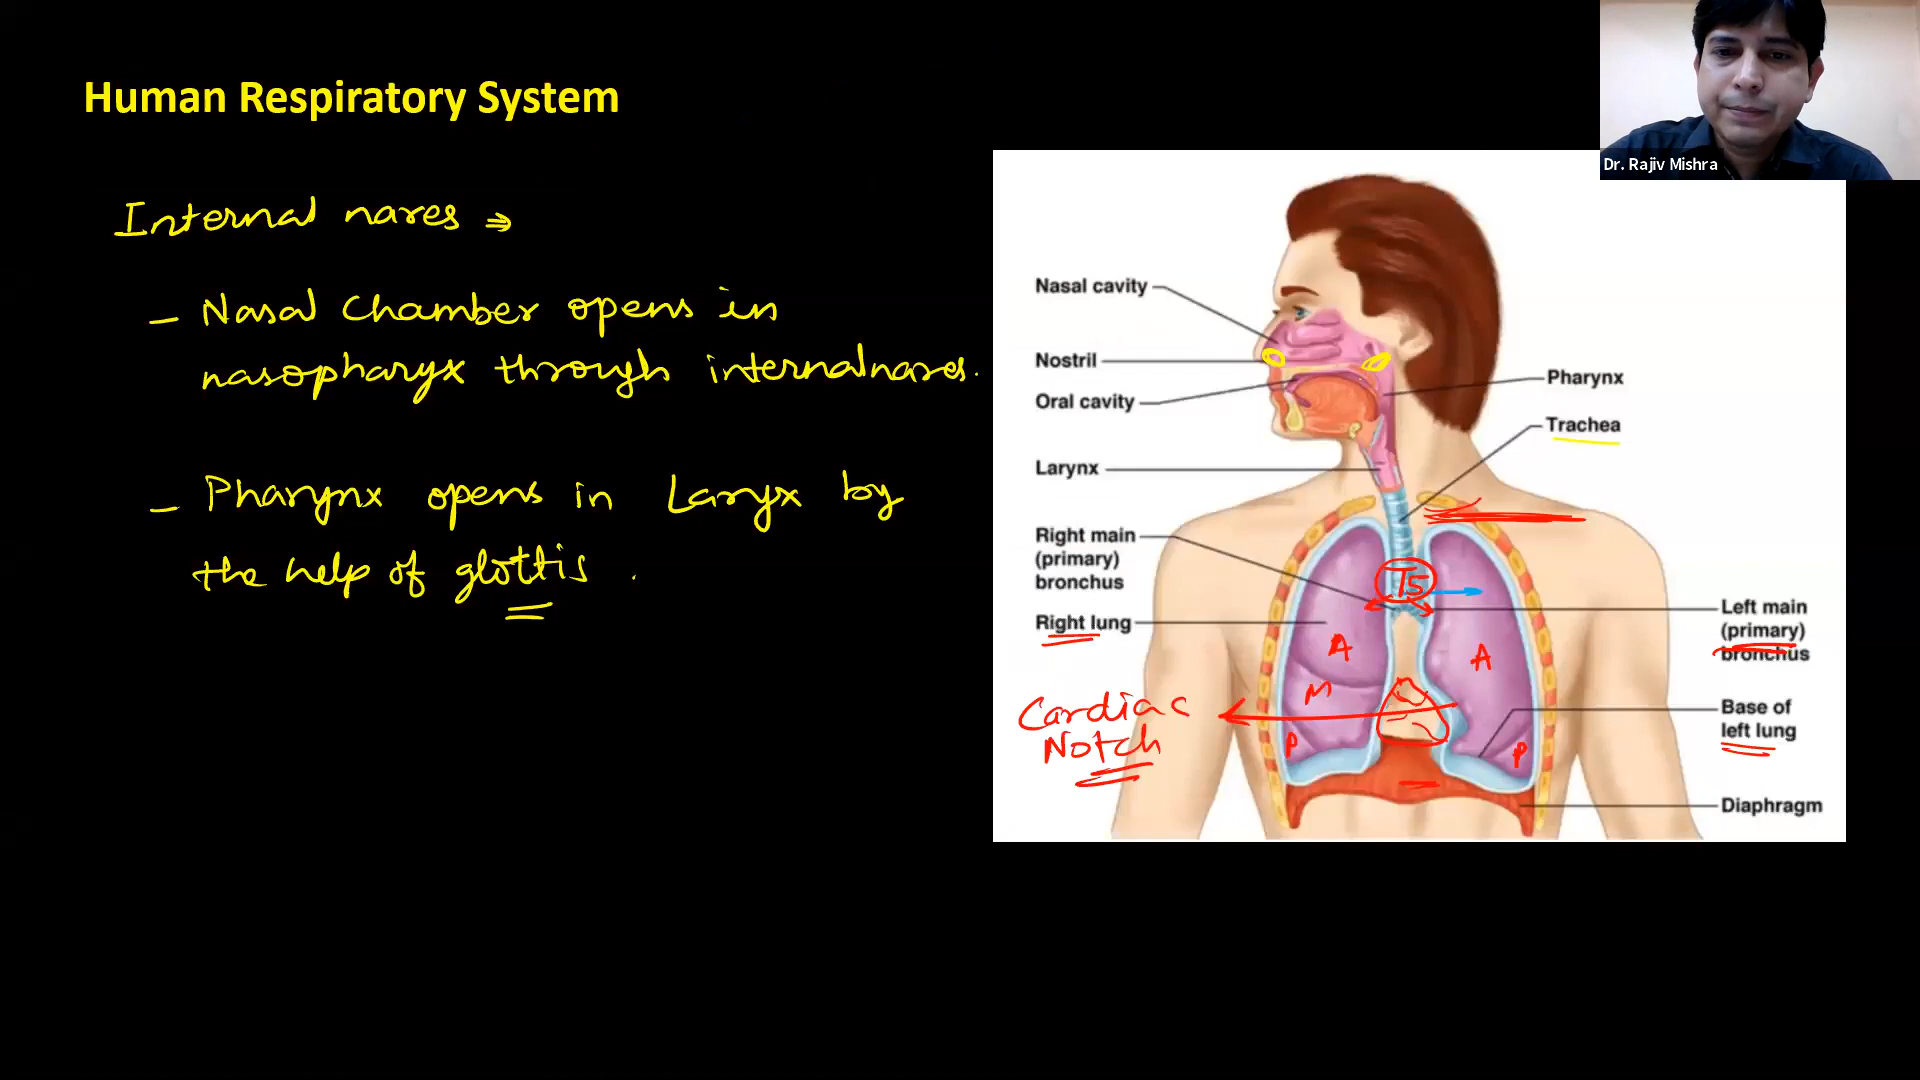 Human Respiratory System
Internal nares ⇒
– Nasal Chamber opens in
nasopharyx through internalnares.
– Pharynx opens in Laryx by
the help of glottis .
Dr. Rajiv Mishra
Nasal cavity
Nostril
Oral cavity
Larynx
Right main
(primary)
bronchus
Right lung
Cardiac
Notch
Pharynx
Trachea
T5
A
M
P
A
P
Left main
(primary)
bronchus
Base of
left lung
Diaphragm